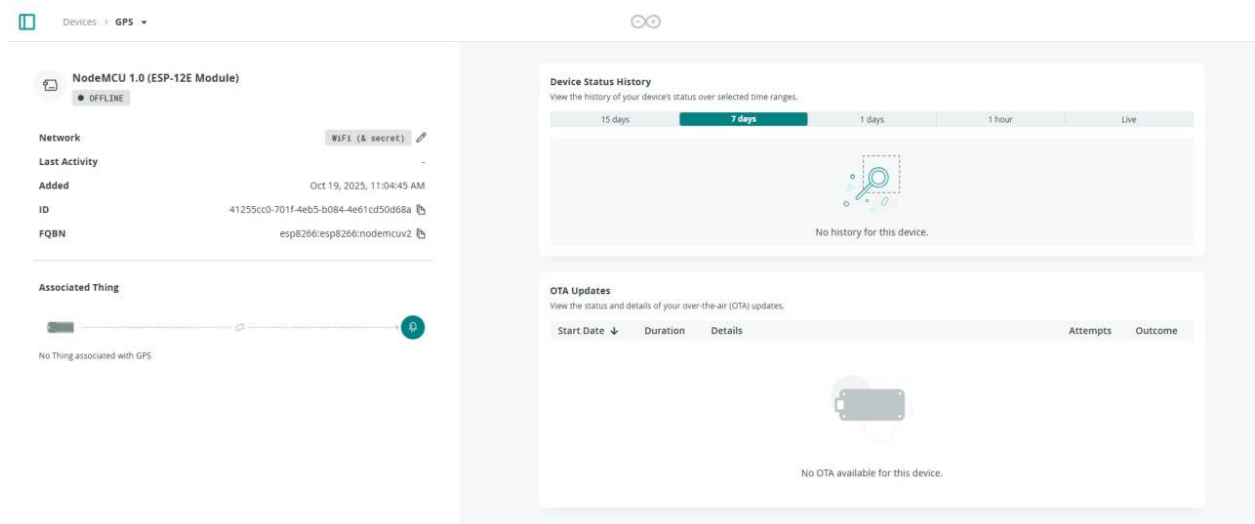 Devices > GPS
NodeMCU 1.0 (ESP-12E Module)
OFFLINE
Network WiFi (& secret)
Last Activity -
Added Oct 19, 2025, 11:04:45 AM
ID 41255cc0-701f-4eb5-b084-4e61cd50d68a
FQBN esp8266:esp8266:nodemcuv2
Associated Thing
No Thing associated with GPS
Device Status History
View the history of your device's status over selected time ranges.
15 days 7 days 1 days 1 hour Live
No history for this device.
OTA Updates
View the status and details of your over-the-air (OTA) updates.
Start Date Duration Details Attempts Outcome
No OTA available for this device.